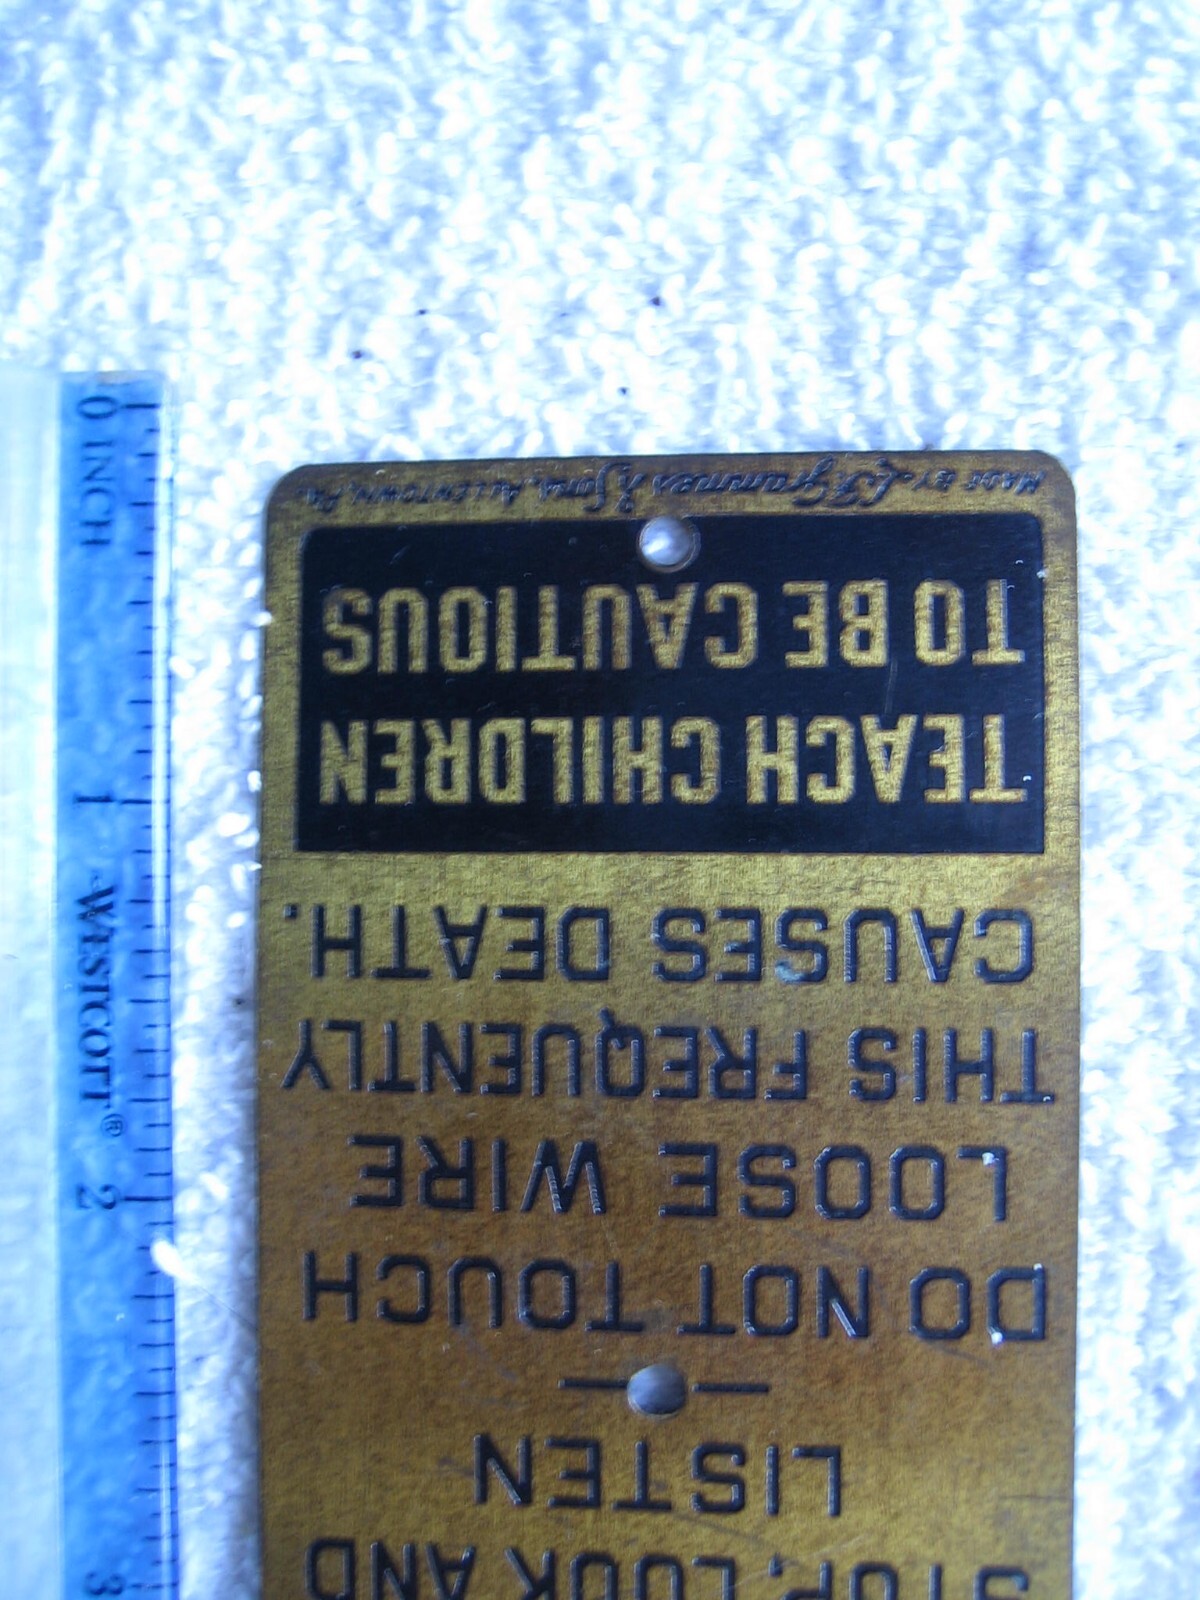 STOP, LOOK AND
LISTEN
DO NOT TOUCH
LOOSE WIRE
THIS FREQUENTLY
CAUSES DEATH.
TEACH CHILDREN
TO BE CAUTIOUS
MADE BY L.F. Grammes & Sons, ALLENTOWN, PA.
0 INCH
1
WESTCOTT®
2
3